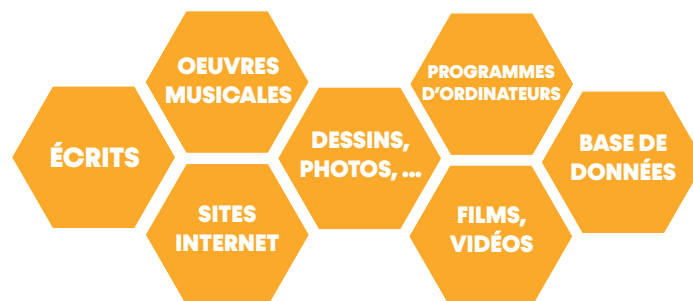 ÉCRITS
OEUVRES
MUSICALES
SITES
INTERNET
DESSINS,
PHOTOS, ...
PROGRAMMES
D'ORDINATEURS
FILMS,
VIDÉOS
BASE DE
DONNÉES